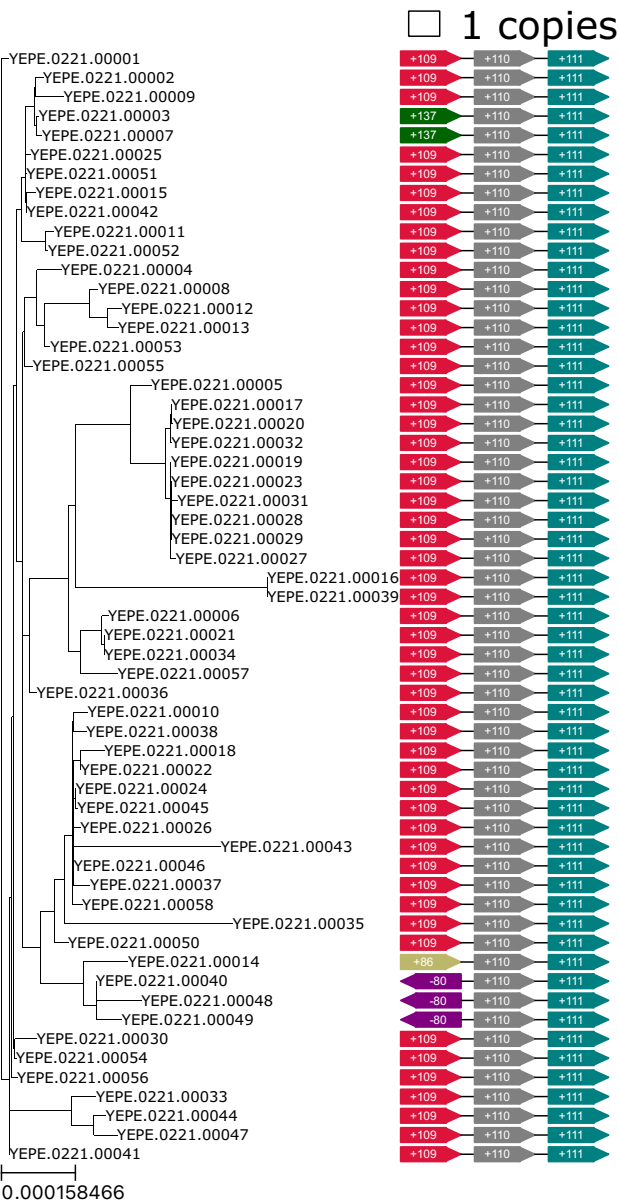 1 copies
YEPE.0221.00001 +109 +110 +111
YEPE.0221.00002 +109 +110 +111
YEPE.0221.00009 +109 +110 +111
YEPE.0221.00003 +137 +110 +111
YEPE.0221.00007 +137 +110 +111
YEPE.0221.00025 +109 +110 +111
YEPE.0221.00051 +109 +110 +111
YEPE.0221.00015 +109 +110 +111
YEPE.0221.00042 +109 +110 +111
YEPE.0221.00011 +109 +110 +111
YEPE.0221.00052 +109 +110 +111
YEPE.0221.00004 +109 +110 +111
YEPE.0221.00008 +109 +110 +111
YEPE.0221.00012 +109 +110 +111
YEPE.0221.00013 +109 +110 +111
YEPE.0221.00053 +109 +110 +111
YEPE.0221.00055 +109 +110 +111
YEPE.0221.00005 +109 +110 +111
YEPE.0221.00017 +109 +110 +111
YEPE.0221.00020 +109 +110 +111
YEPE.0221.00032 +109 +110 +111
YEPE.0221.00019 +109 +110 +111
YEPE.0221.00023 +109 +110 +111
YEPE.0221.00031 +109 +110 +111
YEPE.0221.00028 +109 +110 +111
YEPE.0221.00029 +109 +110 +111
YEPE.0221.00027 +109 +110 +111
YEPE.0221.00016 +109 +110 +111
YEPE.0221.00039 +109 +110 +111
YEPE.0221.00006 +109 +110 +111
YEPE.0221.00021 +109 +110 +111
YEPE.0221.00034 +109 +110 +111
YEPE.0221.00057 +109 +110 +111
YEPE.0221.00036 +109 +110 +111
YEPE.0221.00010 +109 +110 +111
YEPE.0221.00038 +109 +110 +111
YEPE.0221.00018 +109 +110 +111
YEPE.0221.00022 +109 +110 +111
YEPE.0221.00024 +109 +110 +111
YEPE.0221.00045 +109 +110 +111
YEPE.0221.00026 +109 +110 +111
YEPE.0221.00043 +109 +110 +111
YEPE.0221.00046 +109 +110 +111
YEPE.0221.00037 +109 +110 +111
YEPE.0221.00058 +109 +110 +111
YEPE.0221.00035 +109 +110 +111
YEPE.0221.00050 +109 +110 +111
YEPE.0221.00014 +86 +110 +111
YEPE.0221.00040 -80 +110 +111
YEPE.0221.00048 -80 +110 +111
YEPE.0221.00049 -80 +110 +111
YEPE.0221.00030 +109 +110 +111
YEPE.0221.00054 +109 +110 +111
YEPE.0221.00056 +109 +110 +111
YEPE.0221.00033 +109 +110 +111
YEPE.0221.00044 +109 +110 +111
YEPE.0221.00047 +109 +110 +111
YEPE.0221.00041 +109 +110 +111
0.000158466